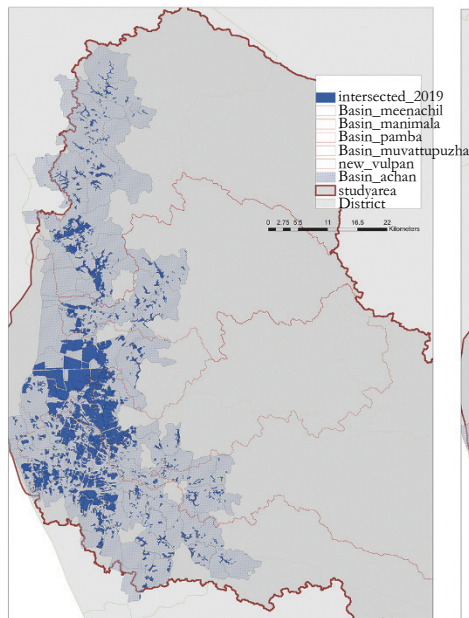 intersected_2019
Basin_meenachil
Basin_manimala
Basin_pamba
Basin_muvattupuzha
new_vulpan
Basin_achan
studyarea
District
0 2.75 5.5 11 16.5 22
Kilometers